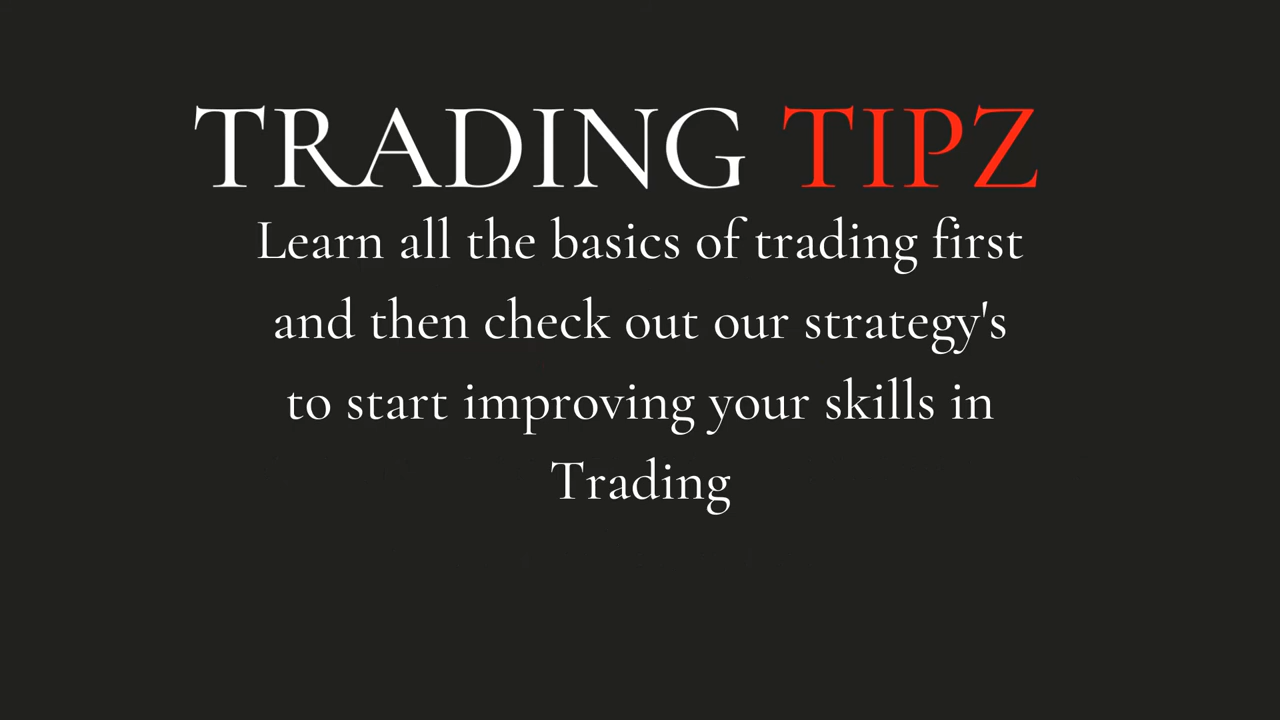 TRADING TIPZ
Learn all the basics of trading first
and then check out our strategy's
to start improving your skills in
Trading